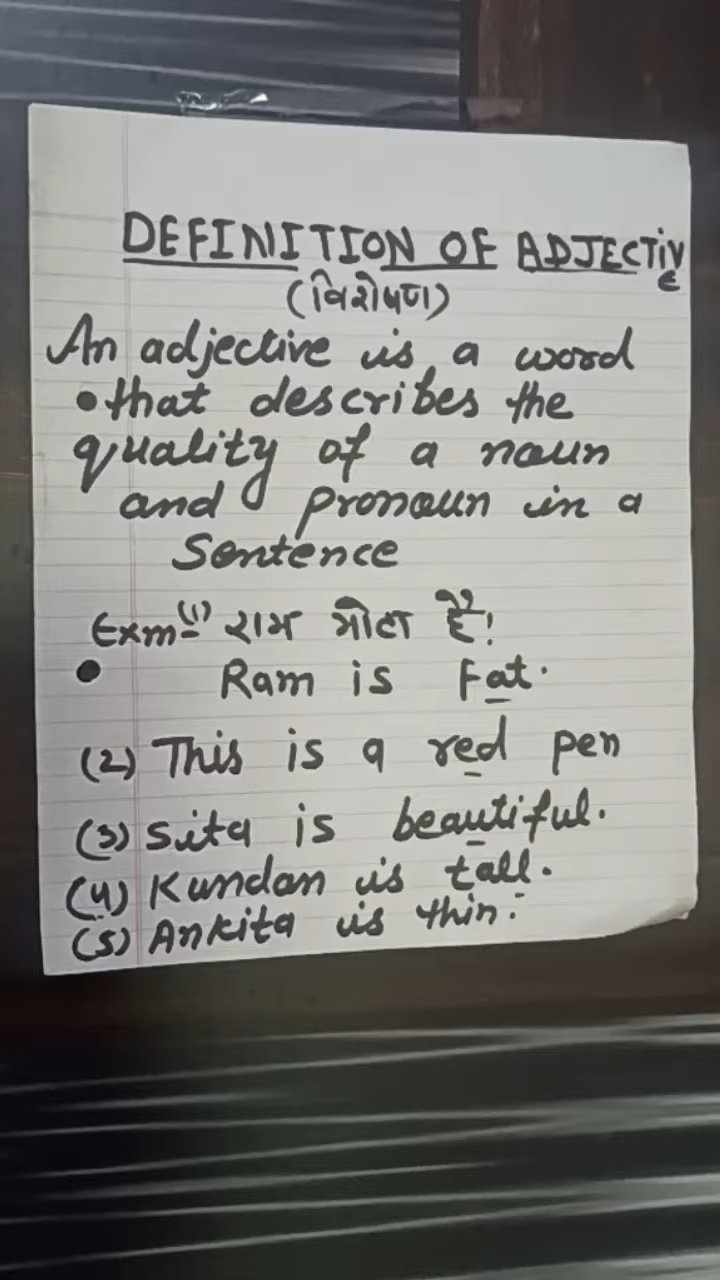 DEFINITION OF ADJECTIVE
(विशेषण)
An adjective is a word
•that describes the
quality of a noun
and pronoun in a
Sentence
Exm-(1) राम मोटा है!
• Ram is Fat.
(2) This is a red pen
(3) Sita is beautiful.
(4) Kundan is tall.
(5) Ankita is thin.